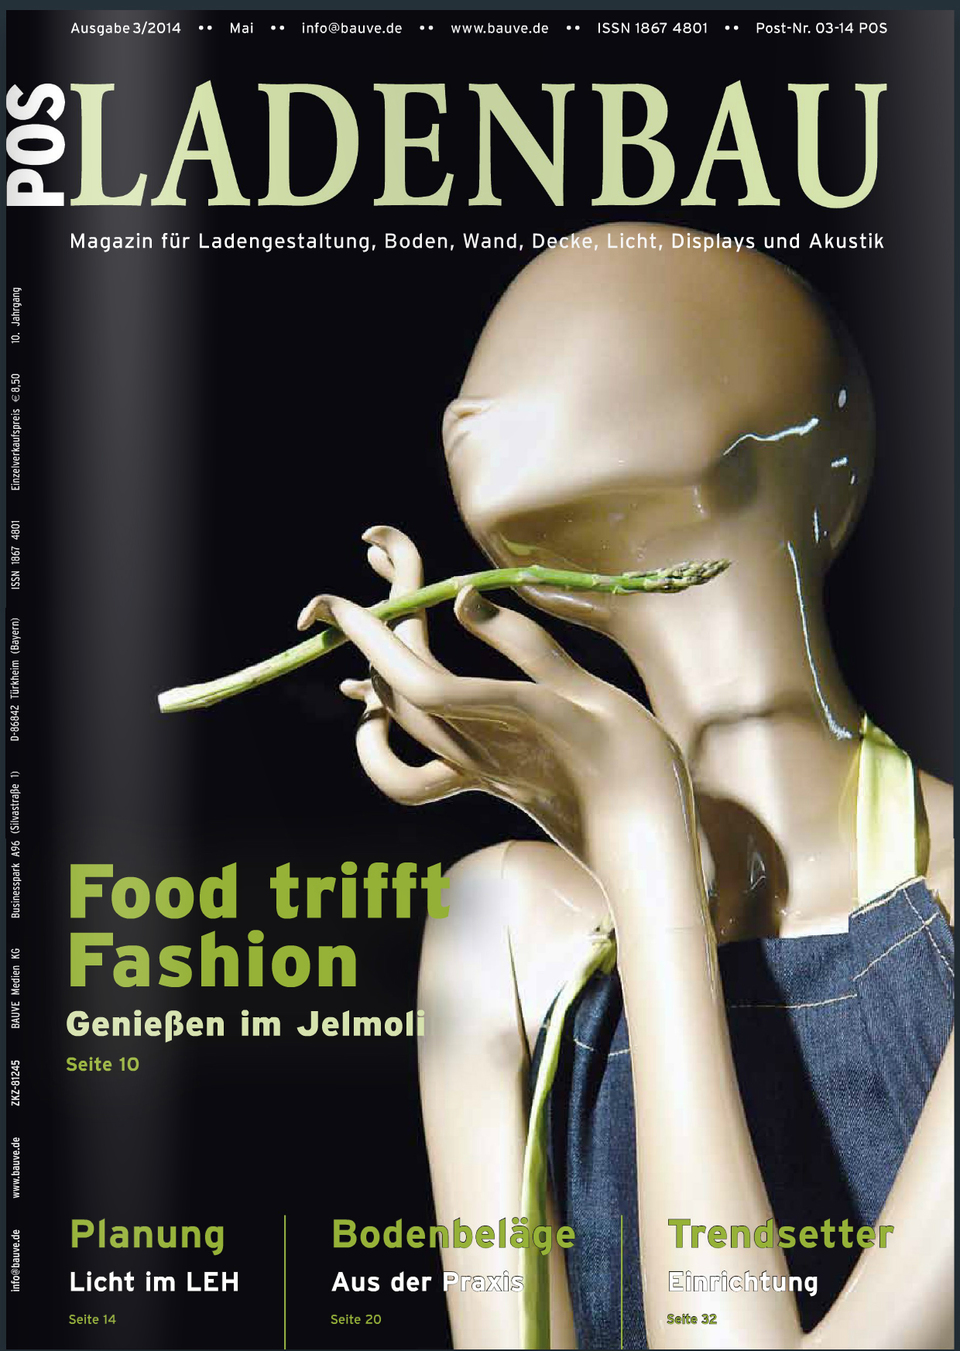 Ausgabe 3/2014 •• Mai •• info@bauve.de •• www.bauve.de •• ISSN 1867 4801 •• Post-Nr. 03-14 POS
POS
LADENBAU
Magazin für Ladengestaltung, Boden, Wand, Decke, Licht, Displays und Akustik
info@bauve.de www.bauve.de ZKZ-81245 BAUVE Medien KG Businesspark A96 (Silvastraße 1) D-86842 Türkheim (Bayern) ISSN 1867 4801 Einzelverkaufspreis € 8,50 10. Jahrgang
Food trifft
Fashion
Genießen im Jelmoli
Seite 10
Planung
Licht im LEH
Seite 14
Bodenbeläge
Aus der Praxis
Seite 20
Trendsetter
Einrichtung
Seite 32